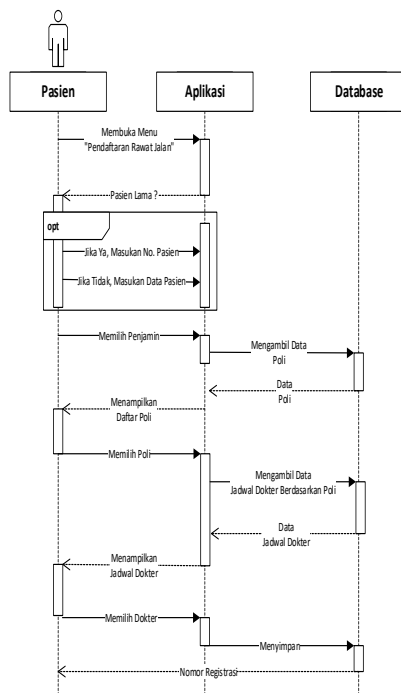 Pasien
Aplikasi
Database
Membuka Menu
"Pendaftaran Rawat Jalan"
Pasien Lama ?
opt
Jika Ya, Masukan No. Pasien
Jika Tidak, Masukan Data Pasien
Memilih Penjamin
Mengambil Data
Poli
Data
Poli
Menampilkan
Daftar Poli
Memilih Poli
Mengambil Data
Jadwal Dokter Berdasarkan Poli
Data
Jadwal Dokter
Menampilkan
Jadwal Dokter
Memilih Dokter
Menyimpan
Nomor Registrasi